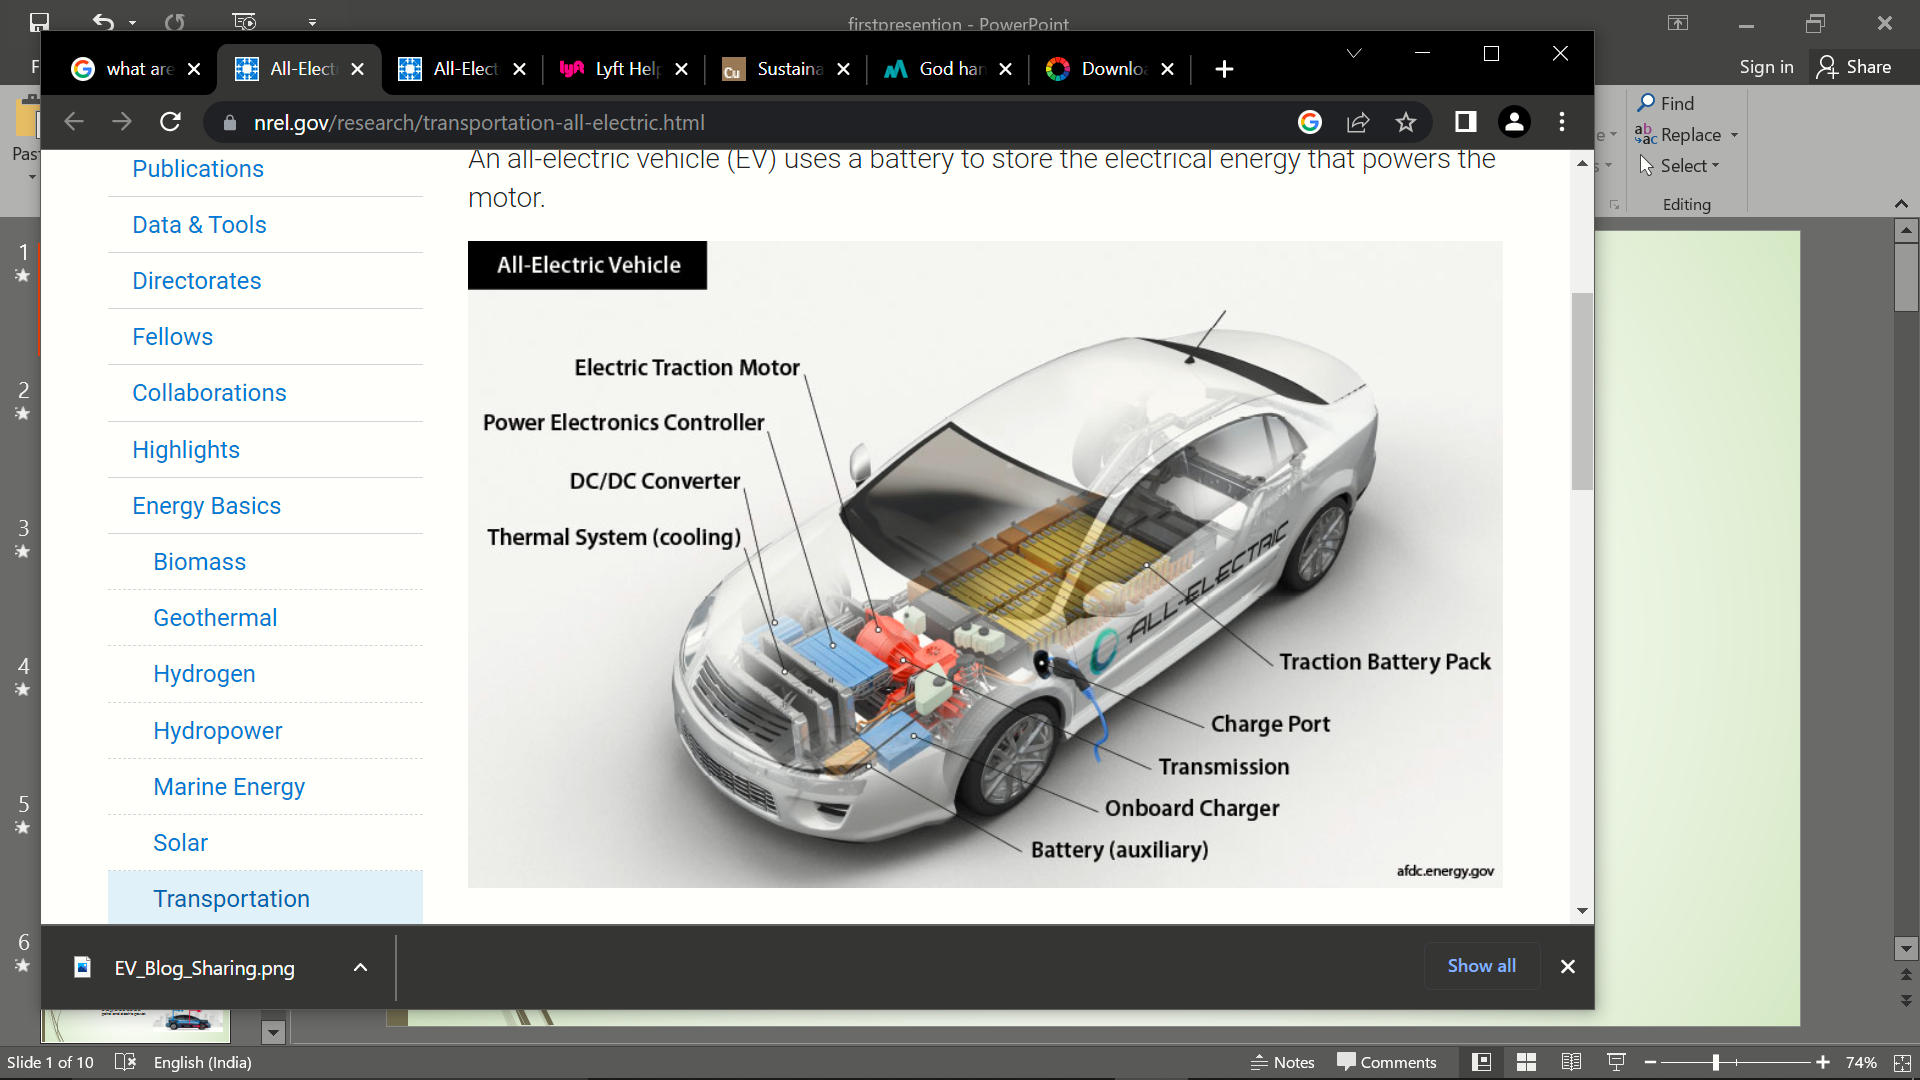 firstpresention - PowerPoint
Sign in
Share
what are
All-Elect
All-Elect
Lyft Help
Sustaina
God han
Downlo
nrel.gov/research/transportation-all-electric.html
Find
Replace
Select
Editing
An all-electric vehicle (EV) uses a battery to store the electrical energy that powers the
motor.
Publications
Data & Tools
Directorates
Fellows
Collaborations
Highlights
Energy Basics
Biomass
Geothermal
Hydrogen
Hydropower
Marine Energy
Solar
Transportation
All-Electric Vehicle
Electric Traction Motor
Power Electronics Controller
DC/DC Converter
Thermal System (cooling)
ALL-ELECTRIC
Traction Battery Pack
Charge Port
Transmission
Onboard Charger
Battery (auxiliary)
afdc.energy.gov
1
2
3
4
5
6
EV_Blog_Sharing.png
Show all
Slide 1 of 10
English (India)
Notes
Comments
74%